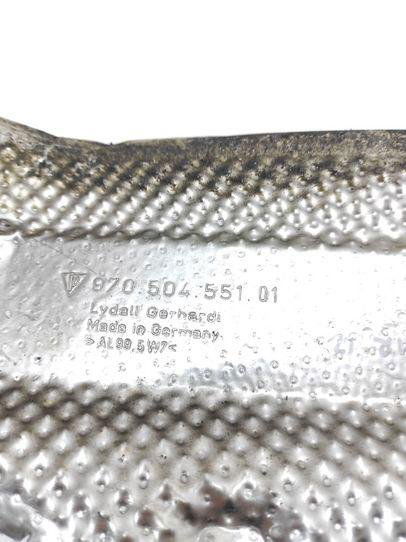 970.504.551.01
Lydall Gerhardi
Made in Germany
>AL99,5W7<